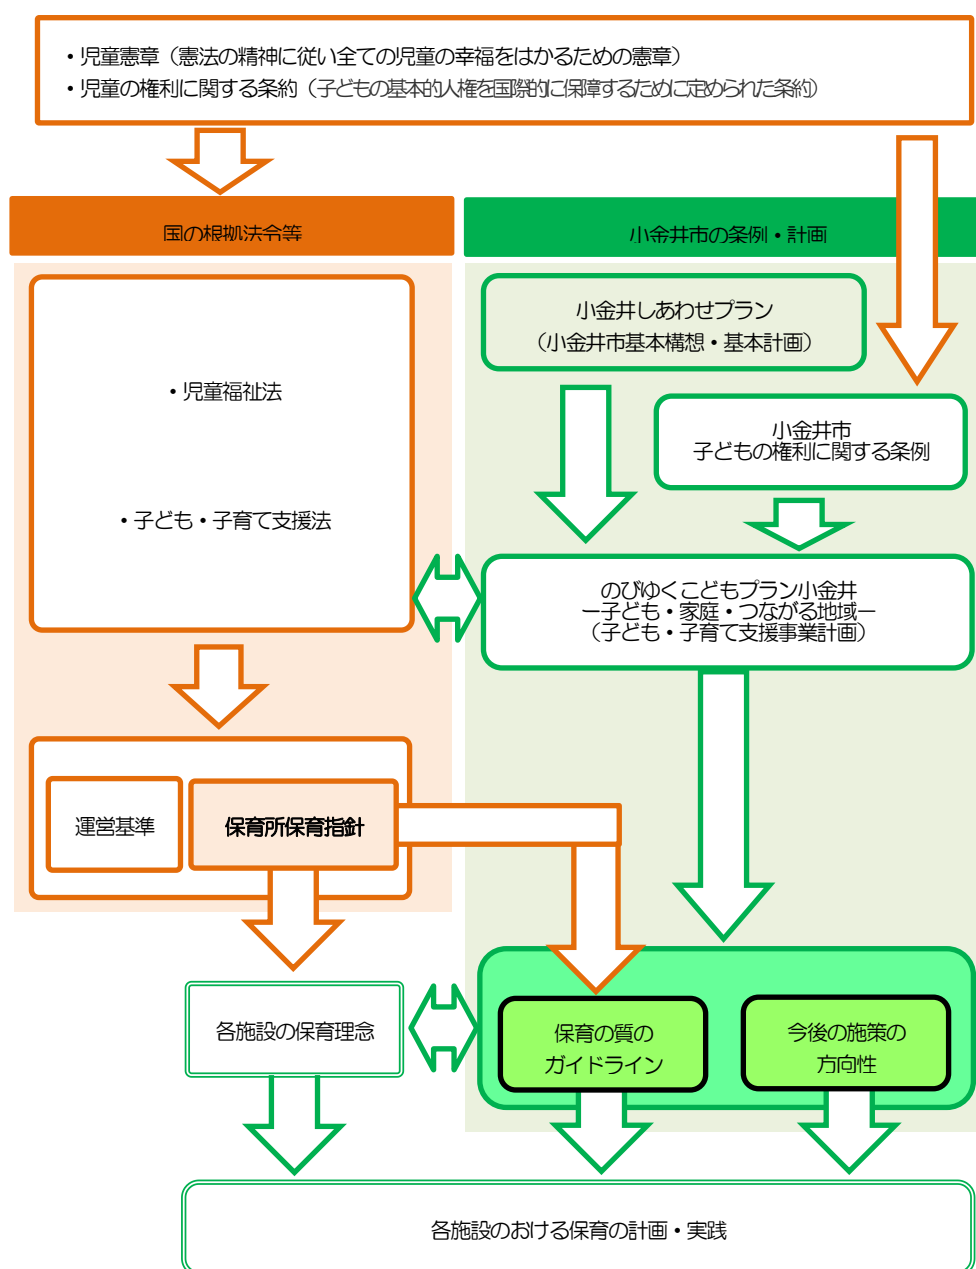 ・児童憲章（憲法の精神に従い全ての児童の幸福をはかるための憲章）
・児童の権利に関する条約（子どもの基本的人権を国際的に保障するために定められた条約）
国の根拠法令等
小金井市の条例・計画
小金井しあわせプラン
（小金井市基本構想・基本計画）
・児童福祉法
小金井市
子どもの権利に関する条例
・子ども・子育て支援法
のびゆくこどもプラン小金井
ー子ども・家庭・つながる地域ー
（子ども・子育て支援事業計画）
運営基準
保育所保育指針
各施設の保育理念
保育の質の
ガイドライン
今後の施策の
方向性
各施設のおける保育の計画・実践